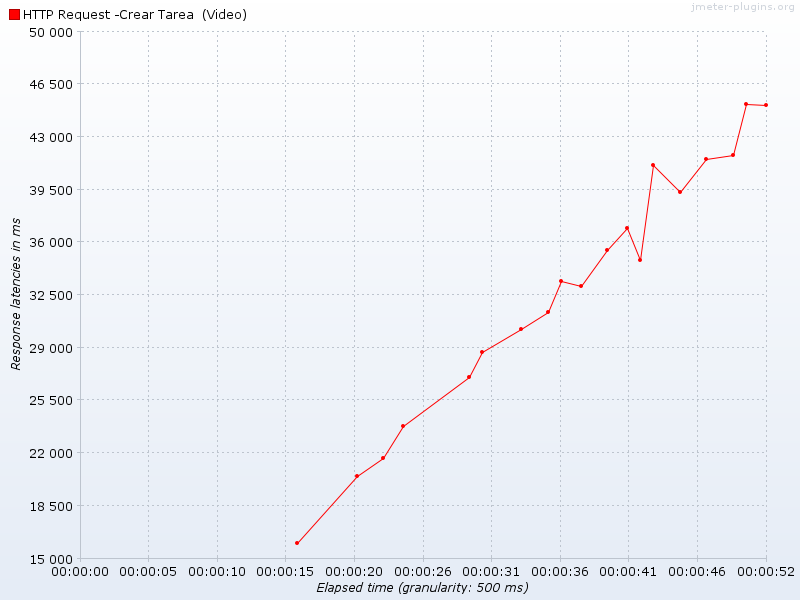 jmeter-plugins.org
HTTP Request -Crear Tarea  (Video)
50 000
46 500
43 000
39 500
36 000
32 500
29 000
25 500
22 000
18 500
15 000
Response latencies in ms
00:00:00 00:00:05 00:00:10 00:00:15 00:00:20 00:00:26 00:00:31 00:00:36 00:00:41 00:00:46 00:00:52
Elapsed time (granularity: 500 ms)